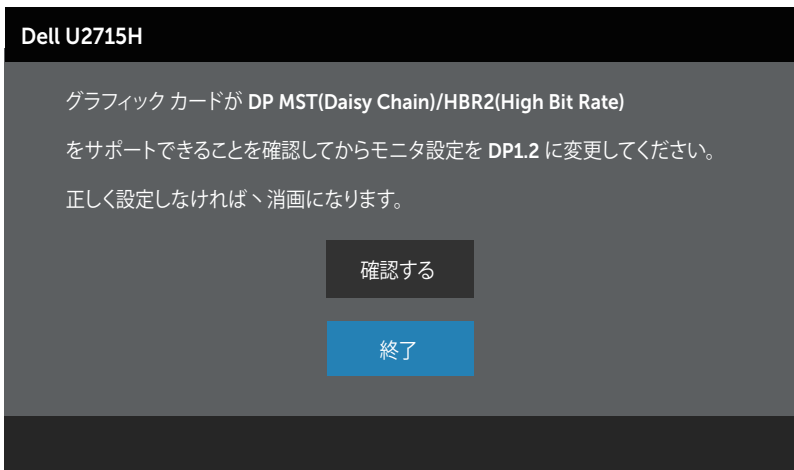 Dell U2715H
グラフィック カードが DP MST(Daisy Chain)/HBR2(High Bit Rate)
をサポートできることを確認してからモニタ設定を DP1.2 に変更してください。
正しく設定しなければ丶消画になります。
確認する
終了